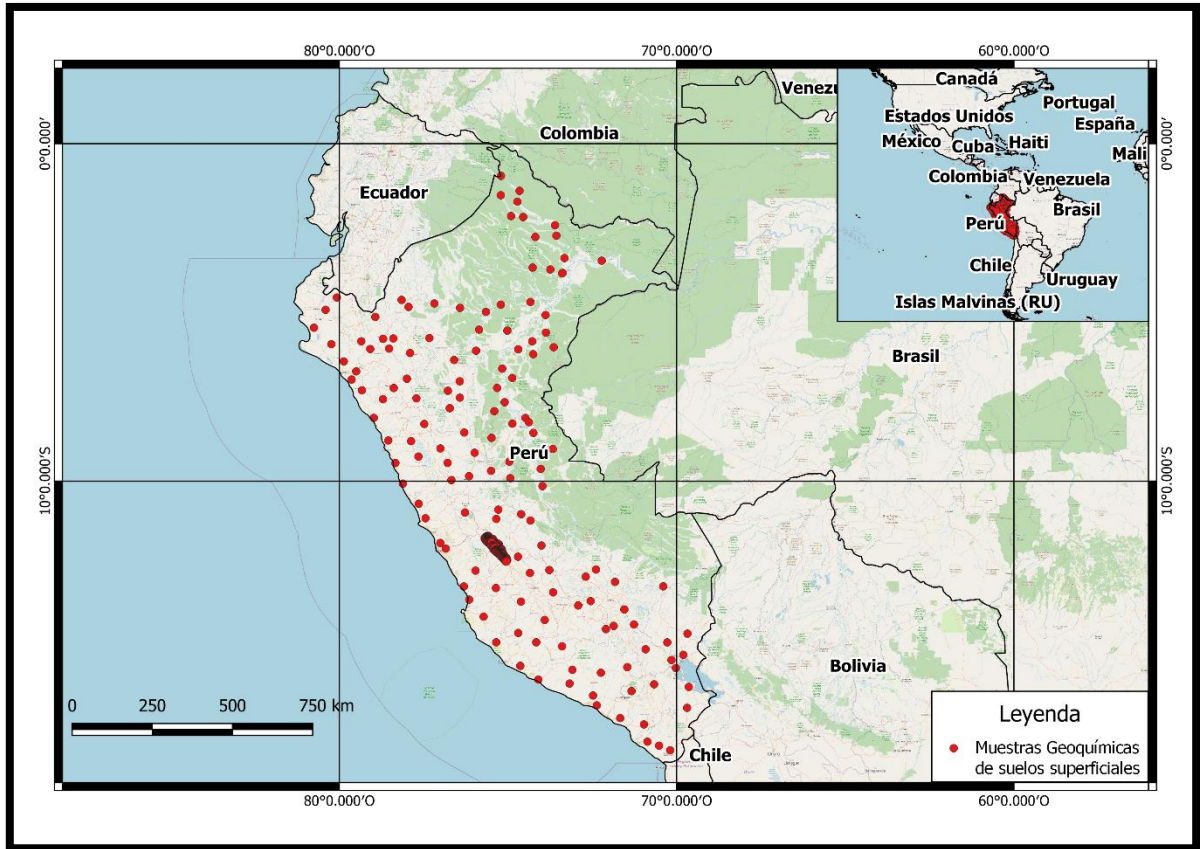 80°0.000'O 70°0.000'O 60°0.000'O
0°0.000'
10°0.000'S
Colombia
Venezu
Ecuador
Perú
Brasil
Bolivia
Chile
Canadá
Portugal
Estados Unidos
España
México
Cuba
Haiti
Mali
Colombia
Venezuela
Brasil
Perú
Chile
Uruguay
Islas Malvinas (RU)
0°0.000'
10°0.000'S
0 250 500 750 km
Leyenda
Muestras Geoquímicas
de suelos superficiales
80°0.000'O 70°0.000'O 60°0.000'O